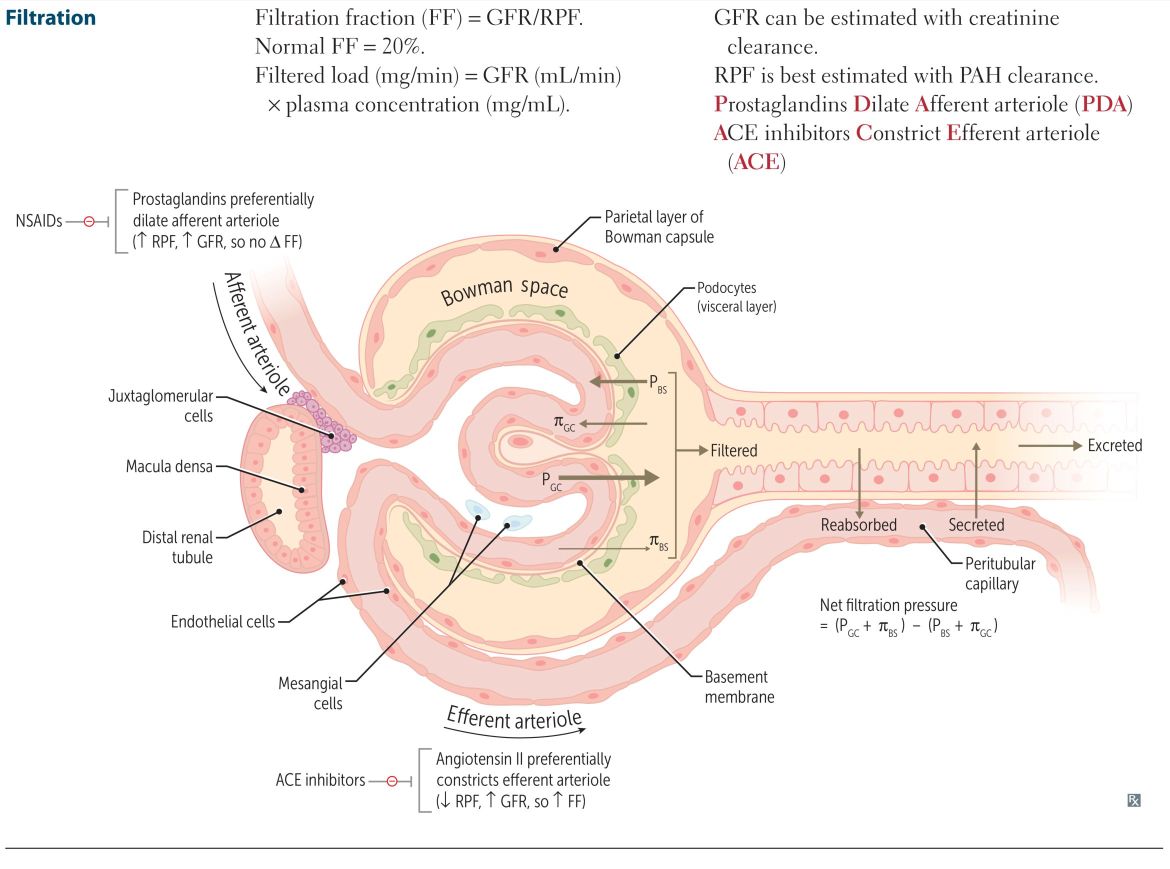 Filtration
Filtration fraction (FF) = GFR/RPF.
Normal FF = 20%.
Filtered load (mg/min) = GFR (mL/min)
× plasma concentration (mg/mL).
GFR can be estimated with creatinine
clearance.
RPF is best estimated with PAH clearance.
Prostaglandins Dilate Afferent arteriole (PDA)
ACE inhibitors Constrict Efferent arteriole
(ACE)
NSAIDs
Prostaglandins preferentially
dilate afferent arteriole
(↑ RPF, ↑ GFR, so no Δ FF)
Afferent arteriole
Parietal layer of
Bowman capsule
Bowman space
Podocytes
(visceral layer)
Juxtaglomerular
cells
Macula densa
Distal renal
tubule
Endothelial cells
Mesangial
cells
P_BS
π_GC
P_GC
π_BS
Filtered
Excreted
Reabsorbed
Secreted
Peritubular
capillary
Net filtration pressure
= (P_GC + π_BS) − (P_BS + π_GC)
Basement
membrane
Efferent arteriole
ACE inhibitors
Angiotensin II preferentially
constricts efferent arteriole
(↓ RPF, ↑ GFR, so ↑ FF)
Rx